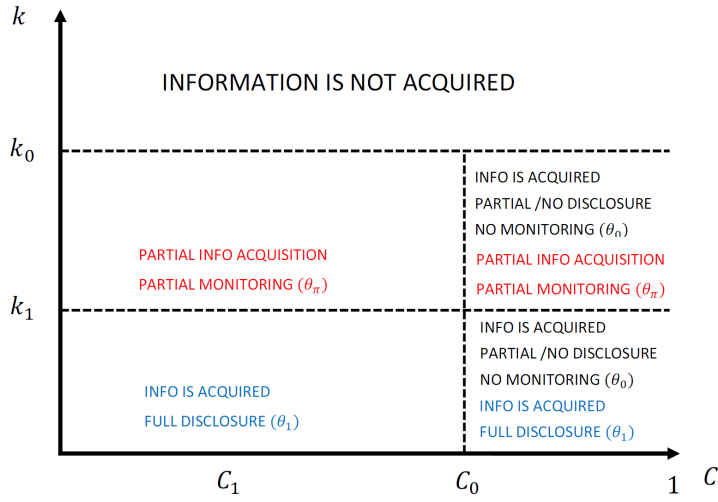 k
INFORMATION IS NOT ACQUIRED
k₀
INFO IS ACQUIRED
PARTIAL /NO DISCLOSURE
NO MONITORING (θ₀)
PARTIAL INFO ACQUISITION
PARTIAL MONITORING (θπ)
PARTIAL INFO ACQUISITION
PARTIAL MONITORING (θπ)
k₁
INFO IS ACQUIRED
PARTIAL /NO DISCLOSURE
NO MONITORING (θ₀)
INFO IS ACQUIRED
FULL DISCLOSURE (θ₁)
INFO IS ACQUIRED
FULL DISCLOSURE (θ₁)
C₁
C₀
1
C